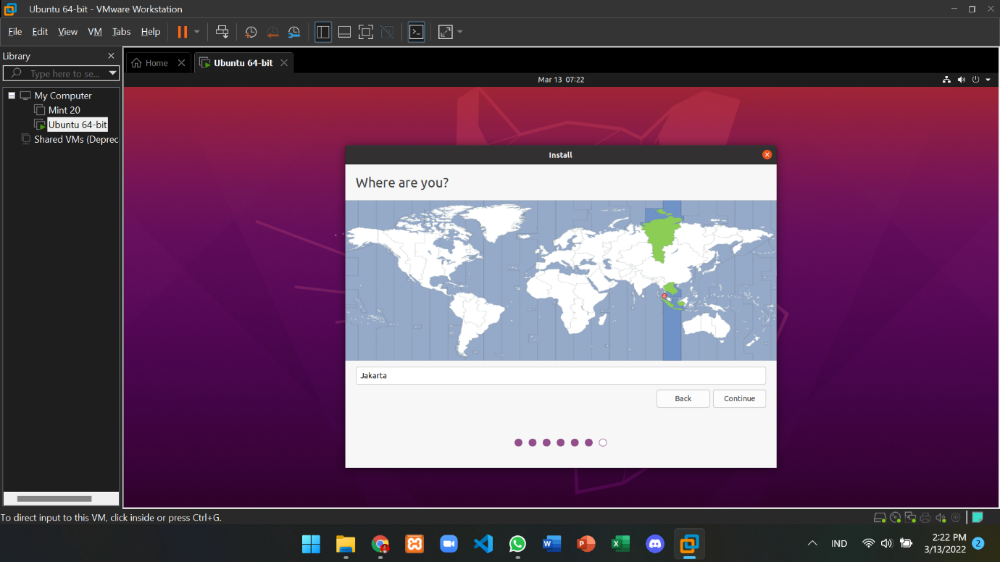 Ubuntu 64-bit - VMware Workstation
File Edit View VM Tabs Help
Library
Type here to se...
My Computer
Mint 20
Ubuntu 64-bit
Shared VMs (Deprec
Home
Ubuntu 64-bit
Mar 13 07:22
Install
Where are you?
Jakarta
Back
Continue
To direct input to this VM, click inside or press Ctrl+G.
IND
2:22 PM
3/13/2022
2